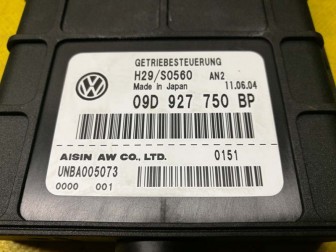 GETRIEBESTEUERUNG
H29/S0560 AN2
Made in Japan 11.06.04
09D 927 750 BP
AISIN AW CO., LTD. 0151
UNBA005073
0000 001